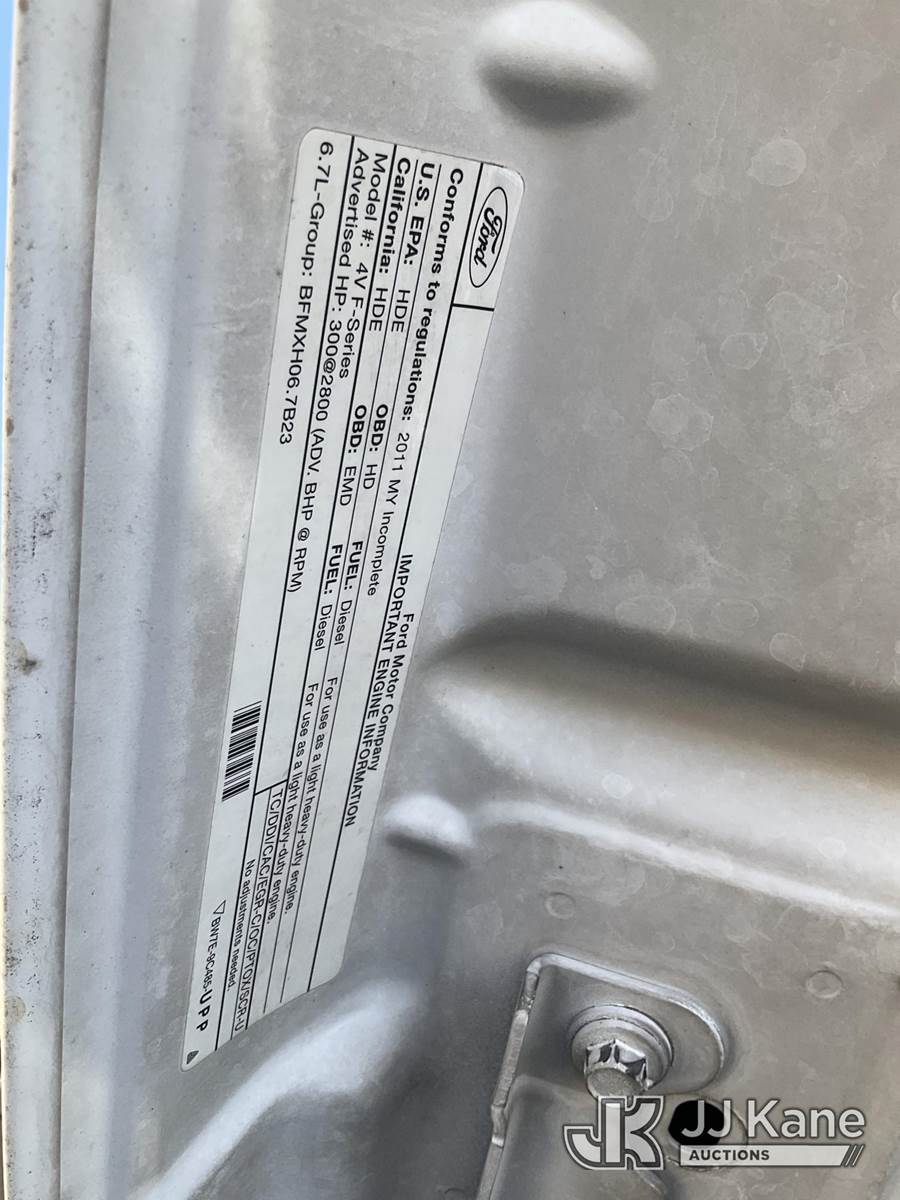 Ford
Ford Motor Company
IMPORTANT ENGINE INFORMATION
Conforms to regulations: 2011 MY Incomplete
U.S. EPA: HDE OBD: HD FUEL: Diesel For use as a light heavy-duty engine.
California: HDE OBD: EMD FUEL: Diesel For use as a light heavy-duty engine.
Model #: 4V F-Series
Advertised HP: 300@2800 (ADV. BHP @ RPM)
TC/DDI/CAC/EGR-C/OC/PTOX/SCR-U
No adjustments needed.
6.7L-Group: BFMXH06.7B23
BW7E-9C485-UPP
JK JJ Kane
AUCTIONS